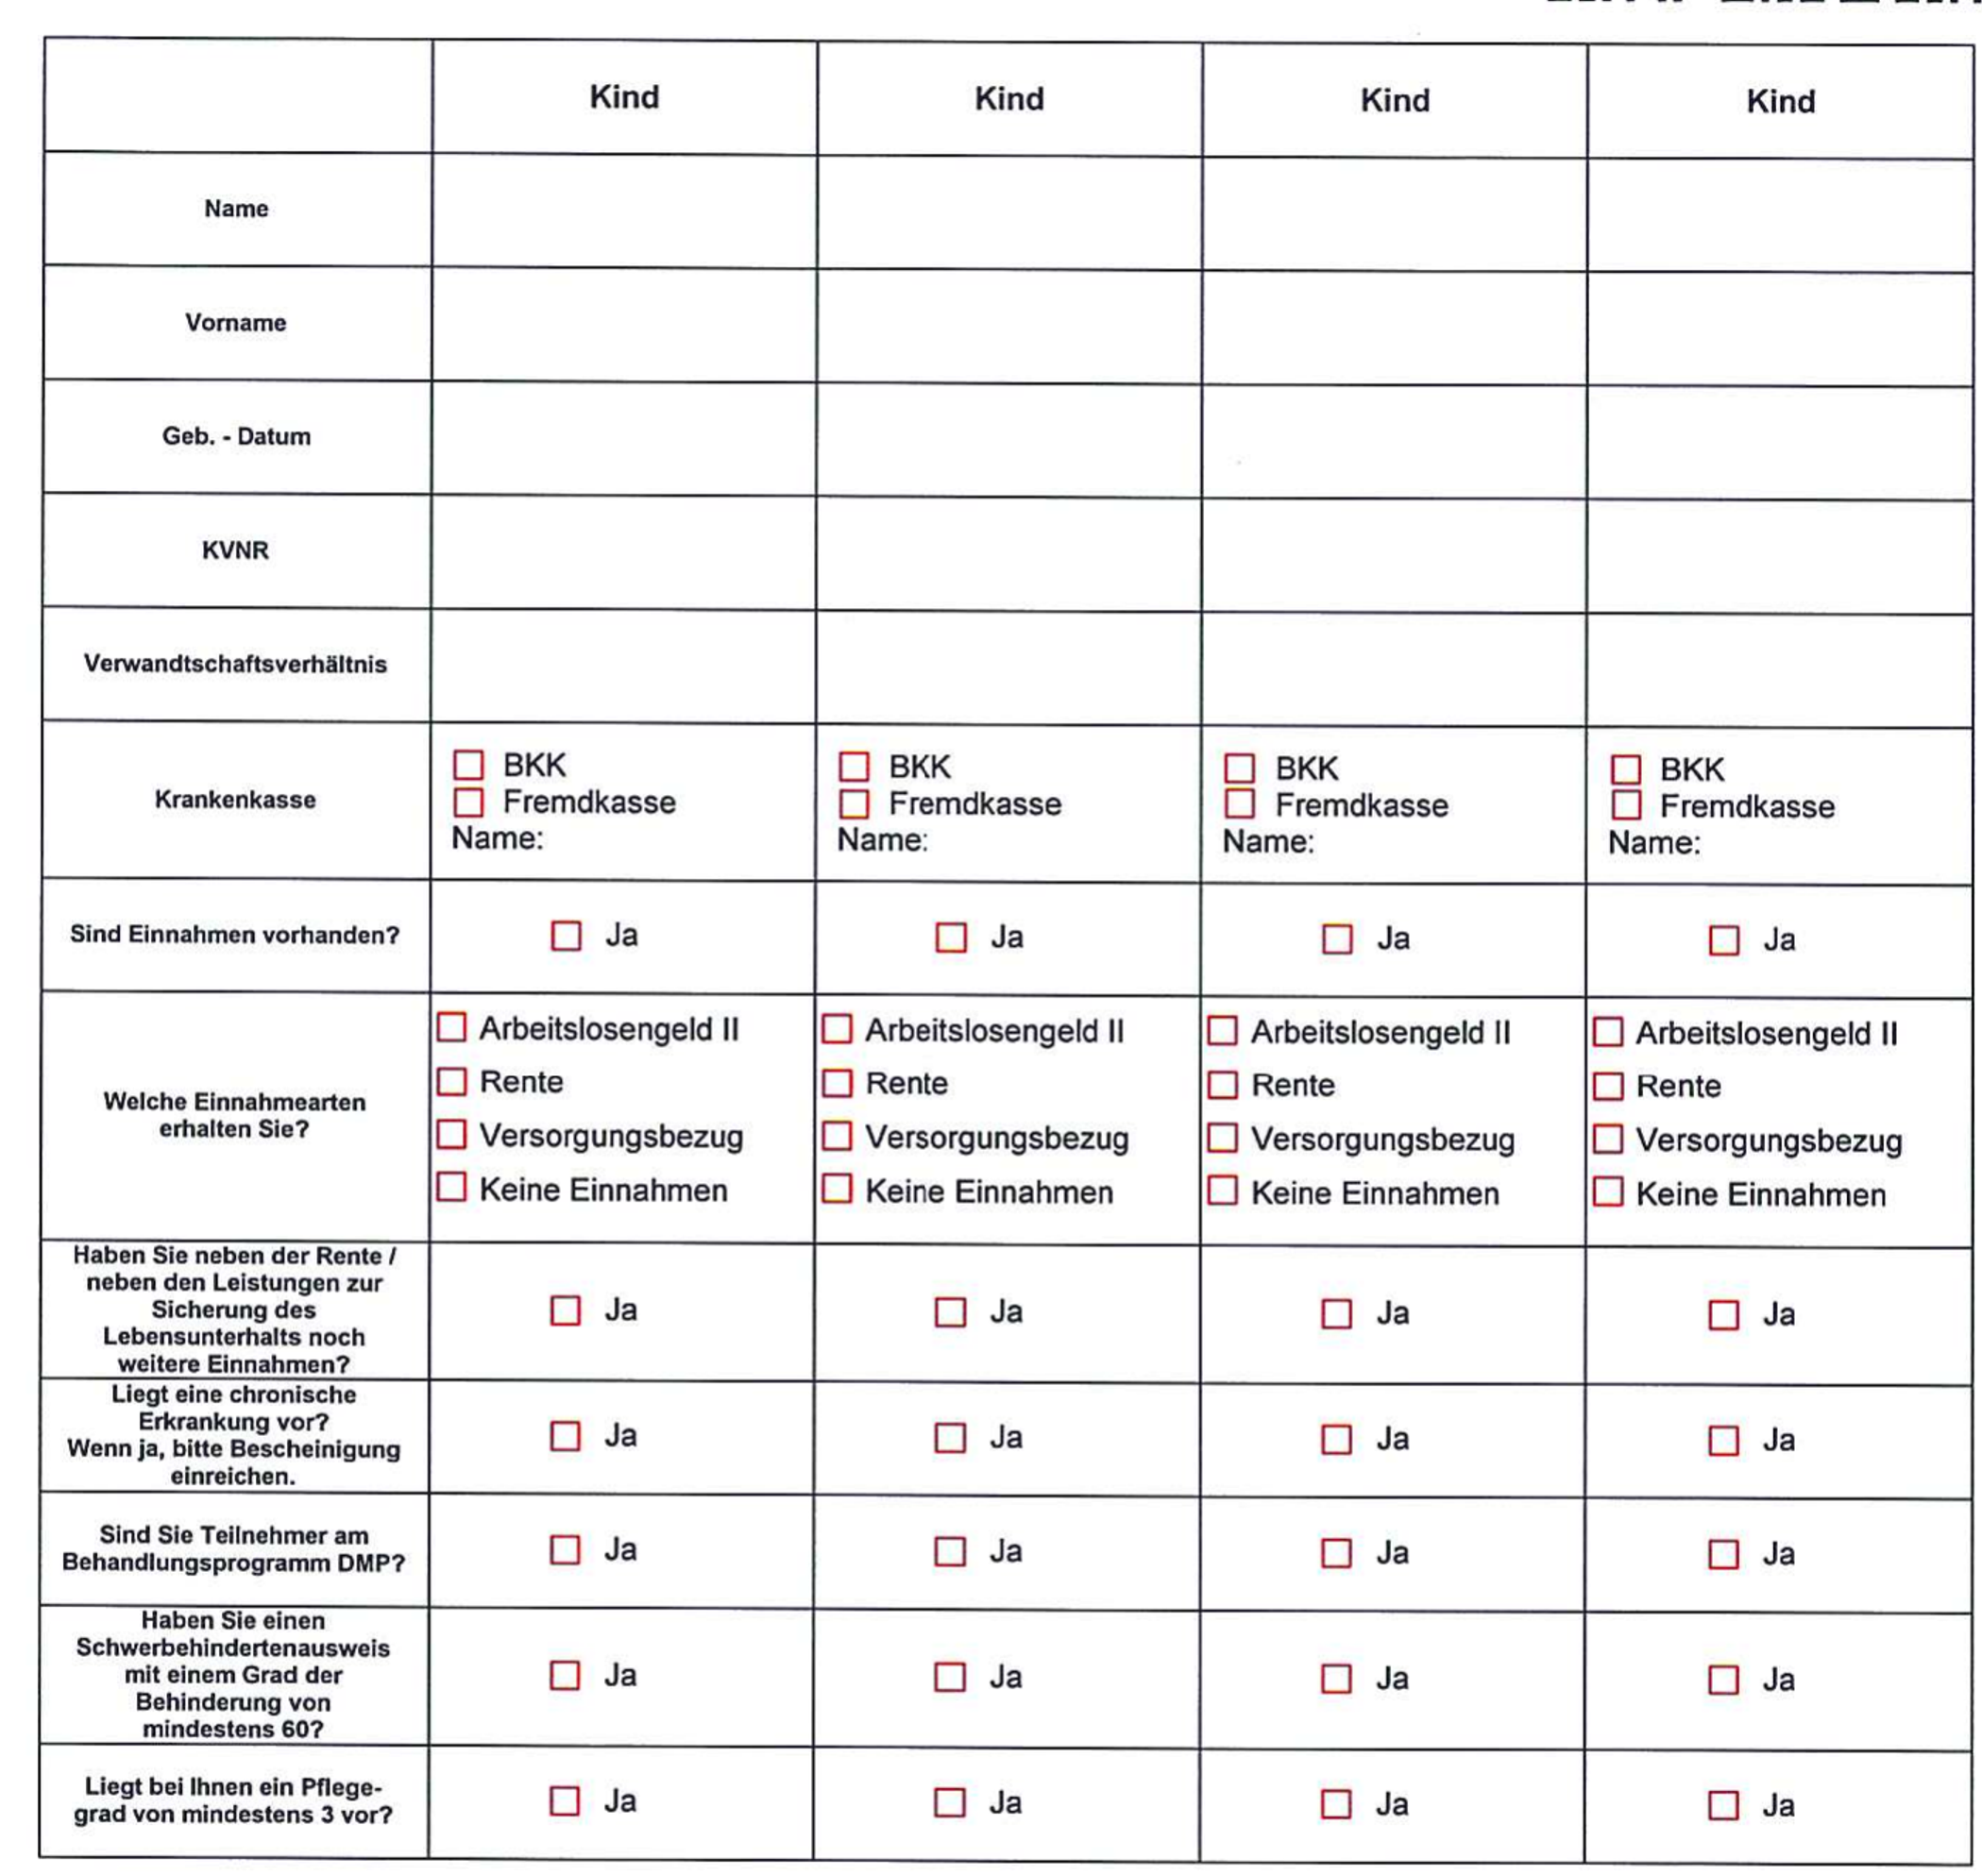 Kind Kind Kind Kind
Name
Vorname
Geb. - Datum
KVNR
Verwandtschaftsverhältnis
Krankenkasse
BKK BKK BKK BKK
Fremdkasse Fremdkasse Fremdkasse Fremdkasse
Name: Name: Name: Name:
Sind Einnahmen vorhanden? Ja Ja Ja Ja
Welche Einnahmearten
erhalten Sie?
Arbeitslosengeld II Arbeitslosengeld II Arbeitslosengeld II Arbeitslosengeld II
Rente Rente Rente Rente
Versorgungsbezug Versorgungsbezug Versorgungsbezug Versorgungsbezug
Keine Einnahmen Keine Einnahmen Keine Einnahmen Keine Einnahmen
Haben Sie neben der Rente /
neben den Leistungen zur
Sicherung des
Lebensunterhalts noch
weitere Einnahmen?
Ja Ja Ja Ja
Liegt eine chronische
Erkrankung vor?
Wenn ja, bitte Bescheinigung
einreichen.
Ja Ja Ja Ja
Sind Sie Teilnehmer am
Behandlungsprogramm DMP?
Ja Ja Ja Ja
Haben Sie einen
Schwerbehindertenausweis
mit einem Grad der
Behinderung von
mindestens 60?
Ja Ja Ja Ja
Liegt bei Ihnen ein Pflege-
grad von mindestens 3 vor?
Ja Ja Ja Ja